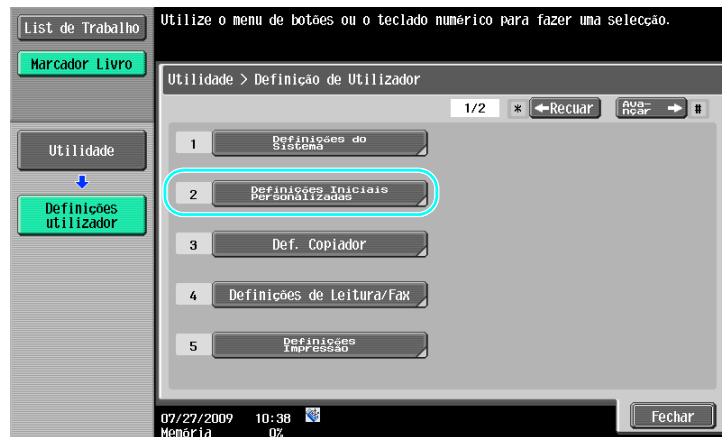 List de Trabalho
Utilize o menu de botões ou o teclado numérico para fazer uma selecção.
Marcador Livro
Utilidade > Definição de Utilizador
1/2 * ←Recuar Ava-nçar → #
Utilidade
Definições utilizador
1 Definições do Sistema
2 Definições Iniciais Personalizadas
3 Def. Copiador
4 Definições de Leitura/Fax
5 Definições Impressão
07/27/2009 10:38
Memória 0%
Fechar